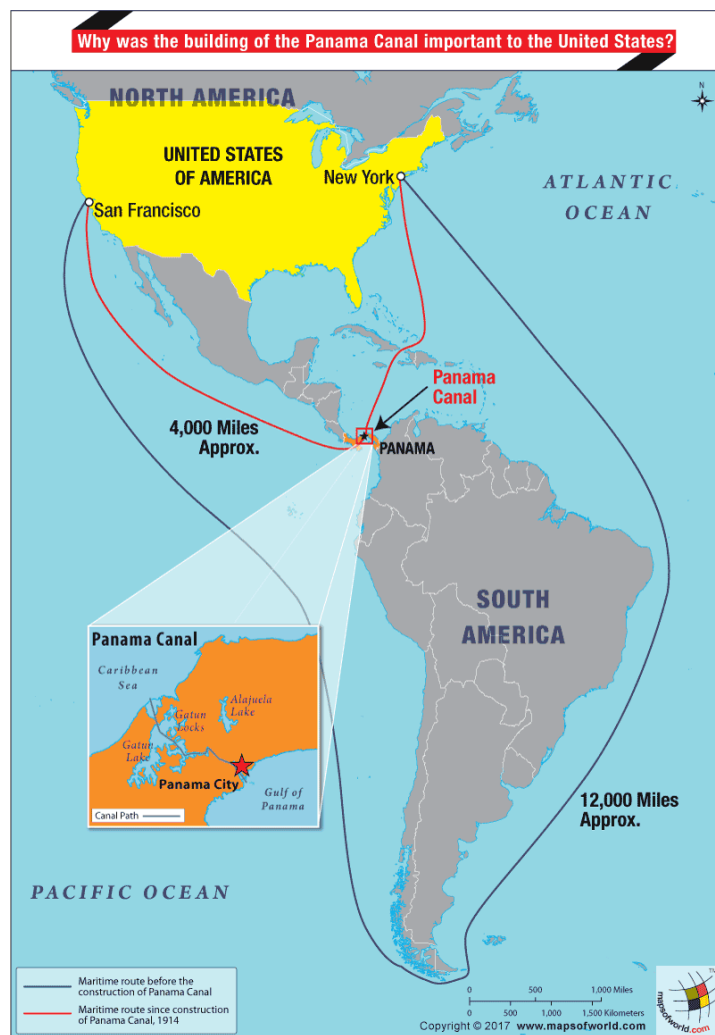 Why was the building of the Panama Canal important to the United States?
N
NORTH AMERICA
UNITED STATES
OF AMERICA
New York
San Francisco
ATLANTIC
OCEAN
Panama
Canal
4,000 Miles
Approx.
PANAMA
SOUTH
AMERICA
Panama Canal
Caribbean
Sea
Gatun
Locks
Alajuela
Lake
Gatun
Lake
Panama City
Gulf of
Panama
Canal Path
12,000 Miles
Approx.
PACIFIC OCEAN
Maritime route before the
construction of Panama Canal
Maritime route since construction
of Panama Canal, 1914
0 500 1,000 Miles
0 500 1,000 1,500 Kilometers
Copyright © 2017 www.mapsofworld.com
mapsofworld.com
TM